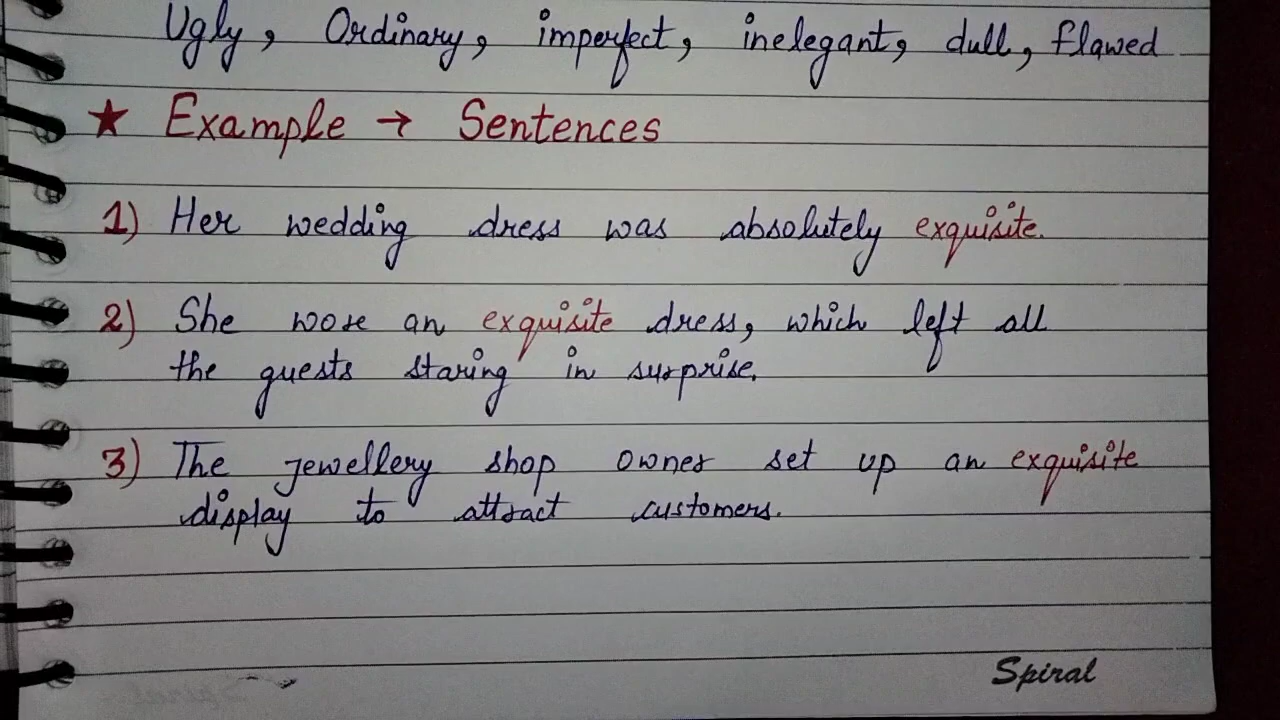 Ugly, Ordinary, imperfect, inelegant, dull, flawed
★ Example → Sentences
1) Her wedding dress was absolutely exquisite.
2) She wore an exquisite dress, which left all
the guests staring in surprise.
3) The jewellery shop owner set up an exquisite
display to attract customers.
Spiral